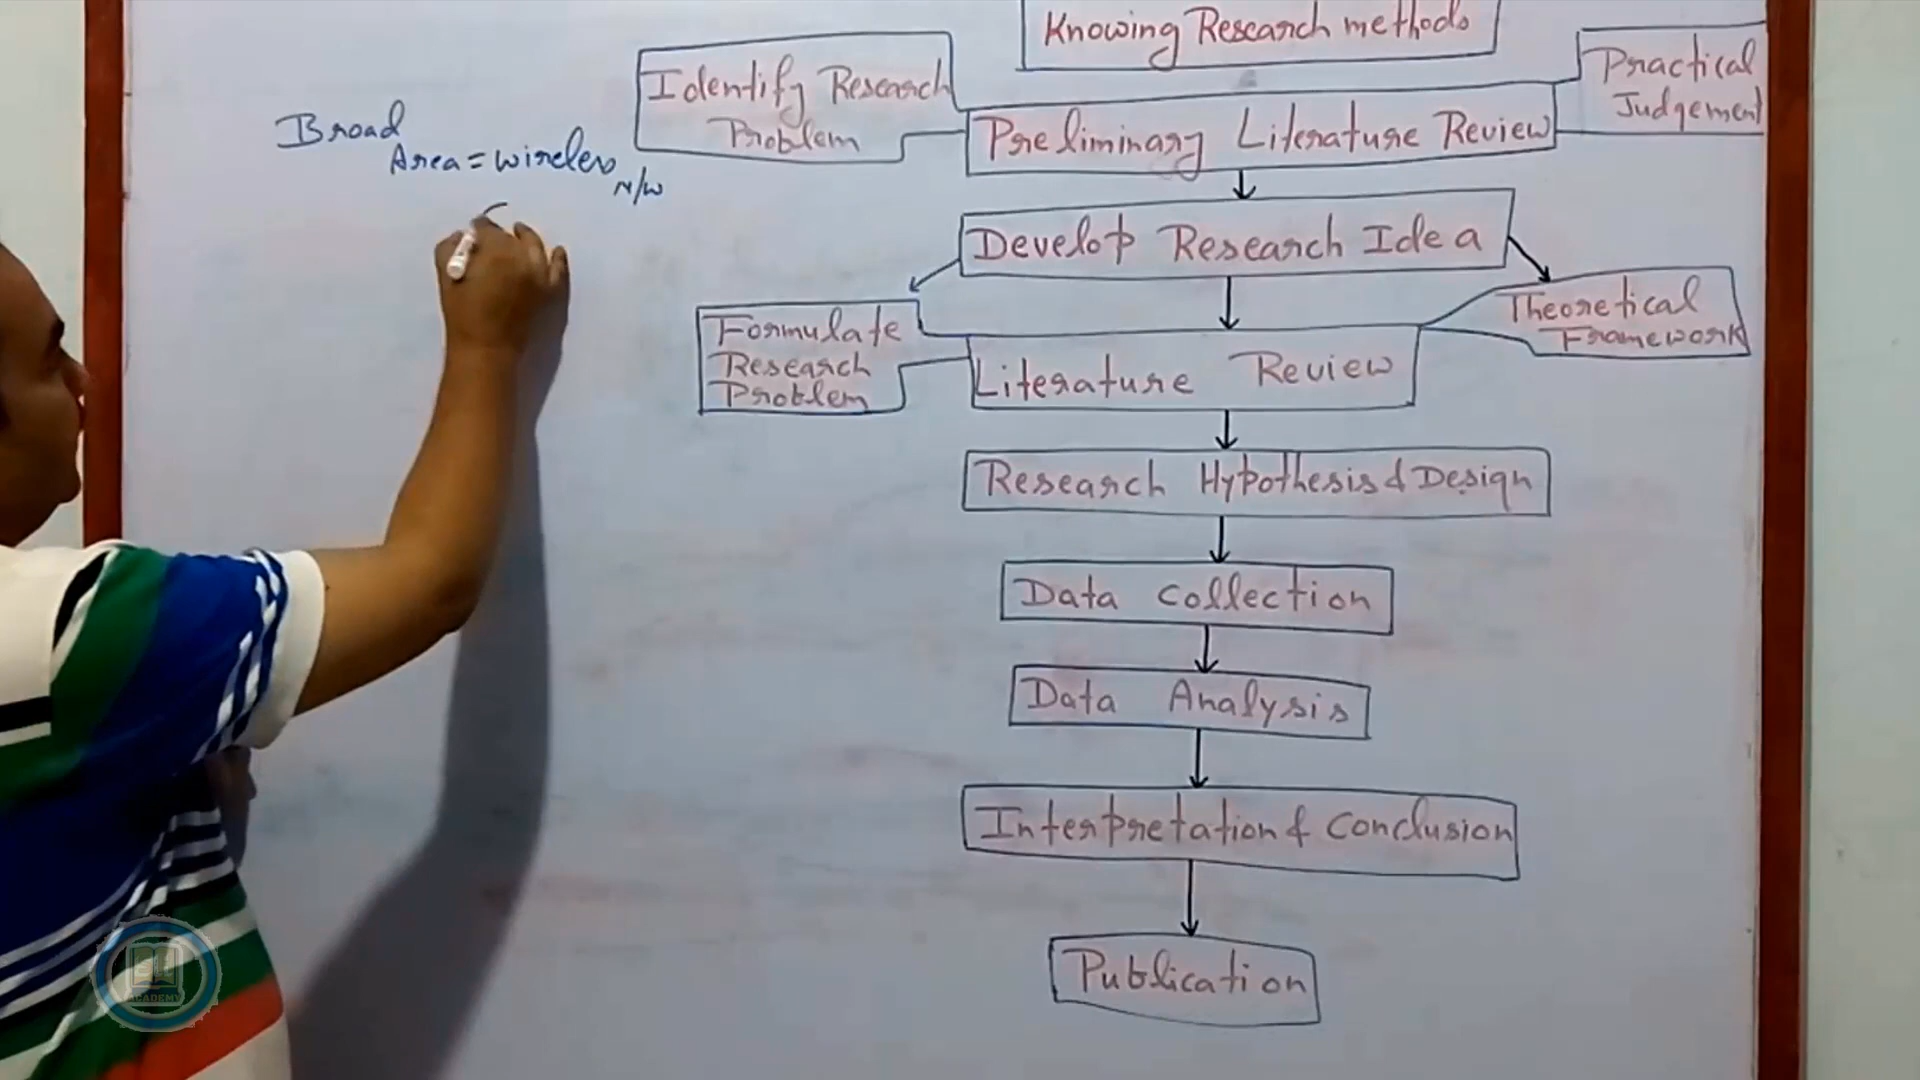 Knowing Research methods
Identify Research
Problem
Practical
Judgement
Broad
Area = wireless
N/W
Preliminary Literature Review
Develop Research Idea
Formulate
Research
Problem
Theoretical
Framework
Literature Review
Research Hypothesis & Design
Data Collection
Data Analysis
Interpretation & Conclusion
Publication
ACADEMY